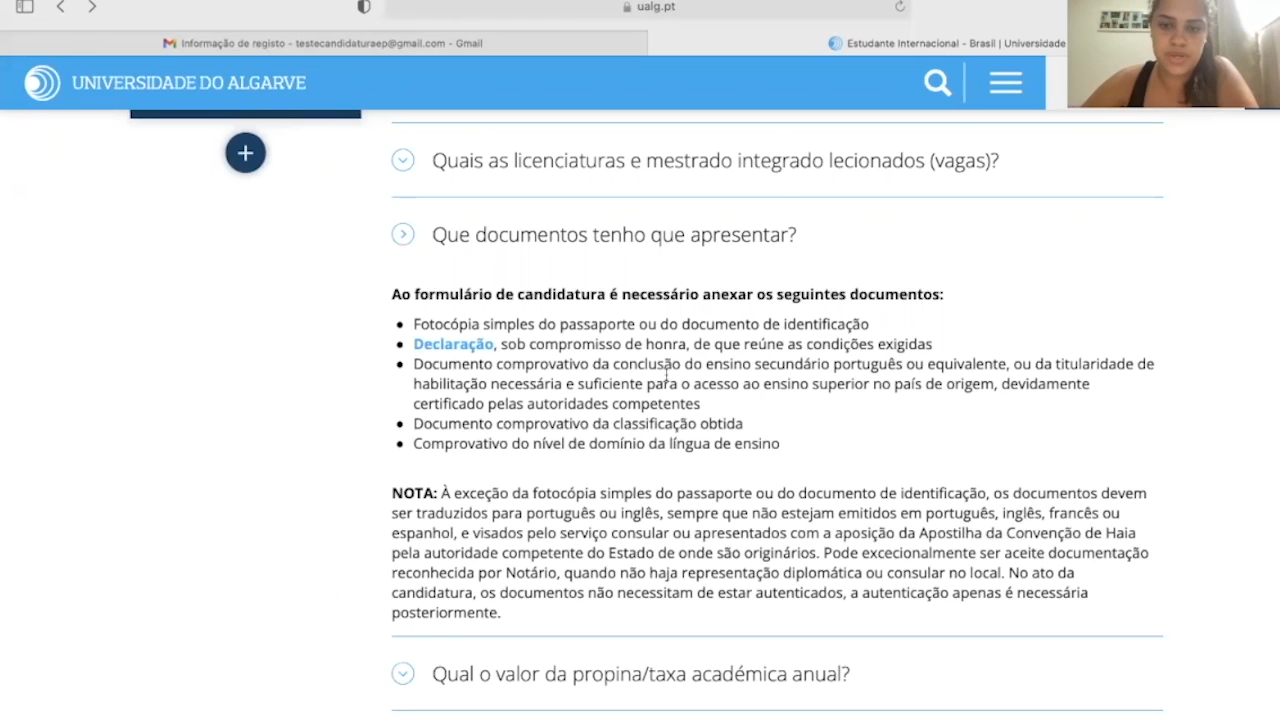 ualg.pt
Informação de registo - testecandidaturaep@gmail.com - Gmail
Estudante Internacional - Brasil | Universidade
UNIVERSIDADE DO ALGARVE
Quais as licenciaturas e mestrado integrado lecionados (vagas)?
Que documentos tenho que apresentar?
Ao formulário de candidatura é necessário anexar os seguintes documentos:
Fotocópia simples do passaporte ou do documento de identificação
Declaração, sob compromisso de honra, de que reúne as condições exigidas
Documento comprovativo da conclusão do ensino secundário português ou equivalente, ou da titularidade de
habilitação necessária e suficiente para o acesso ao ensino superior no país de origem, devidamente
certificado pelas autoridades competentes
Documento comprovativo da classificação obtida
Comprovativo do nível de domínio da língua de ensino
NOTA: À exceção da fotocópia simples do passaporte ou do documento de identificação, os documentos devem
ser traduzidos para português ou inglês, sempre que não estejam emitidos em português, inglês, francês ou
espanhol, e visados pelo serviço consular ou apresentados com a aposição da Apostilha da Convenção de Haia
pela autoridade competente do Estado de onde são originários. Pode excecionalmente ser aceite documentação
reconhecida por Notário, quando não haja representação diplomática ou consular no local. No ato da
candidatura, os documentos não necessitam de estar autenticados, a autenticação apenas é necessária
posteriormente.
Qual o valor da propina/taxa académica anual?